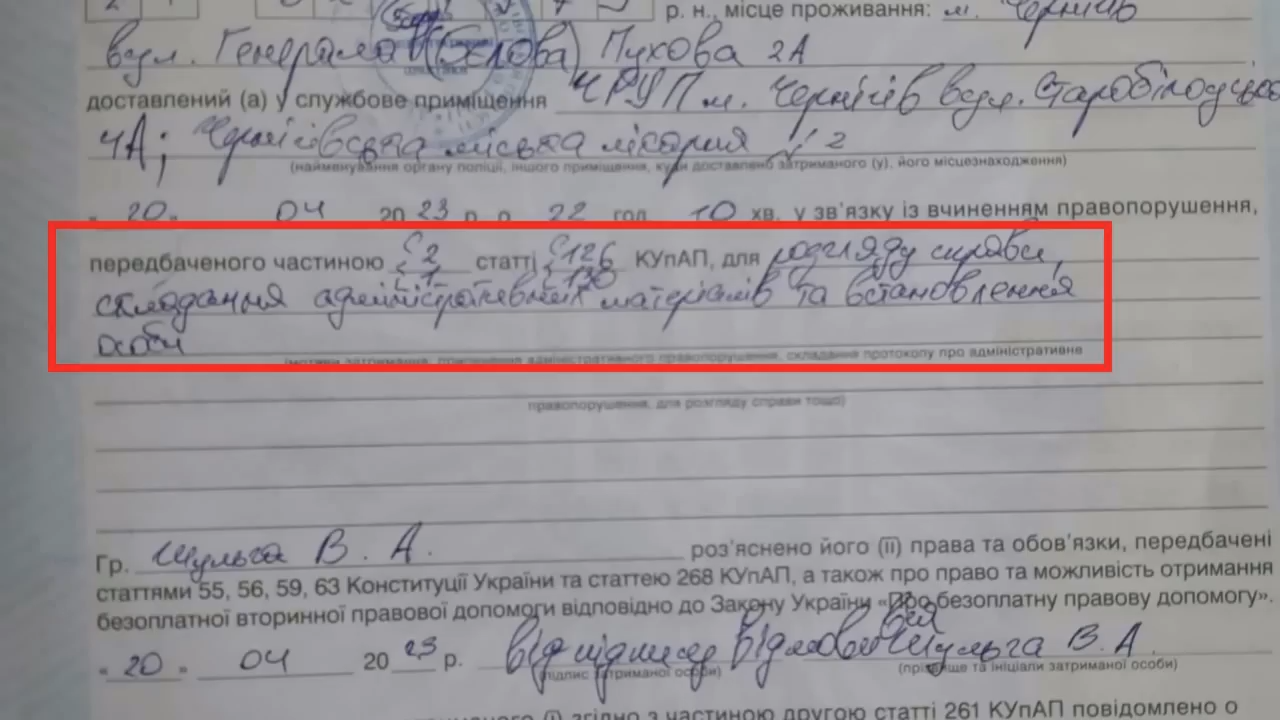 р. н., місце проживання: м. Чернігів
вул. Генерала (Бєлова) Пухова 2А
доставлений (а) у службове приміщення ЧРУП м. Чернігів вул. Старобілоуська
4А; Чернігівська міська лікарня 2
(найменування органу поліції, іншого приміщення, куди доставлено затриманого (у), його місцезнаходження)
" 20 " 04 20 23 р. о 22 год. 10 хв. у зв'язку із вчиненням правопорушення,
передбаченого частиною 2 статті 126 КУпАП, для розгляду справи,
1 130
складання адміністративних матеріалів та встановлення
особи
(мотиви затримання, припинення адміністративного правопорушення, складання протоколу про адміністративне
правопорушення, для розгляду справи тощо)
Гр. Шульга В. А. роз'яснено його (її) права та обов'язки, передбачені
статтями 55, 56, 59, 63 Конституції України та статтею 268 КУпАП, а також про право та можливість отримання
безоплатної вторинної правової допомоги відповідно до Закону України «Про безоплатну правову допомогу».
" 20 " 04 20 23 р. від підпису відмовився Шульга В. А.
(підпис затриманої особи) (прізвище та ініціали затриманої особи)
(ї) згідно з частиною другою статті 261 КУпАП повідомлено о